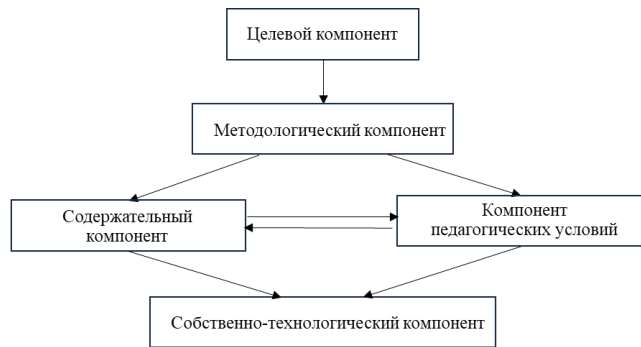 Целевой компонент
Методологический компонент
Содержательный
компонент
Компонент
педагогических условий
Собственно-технологический компонент